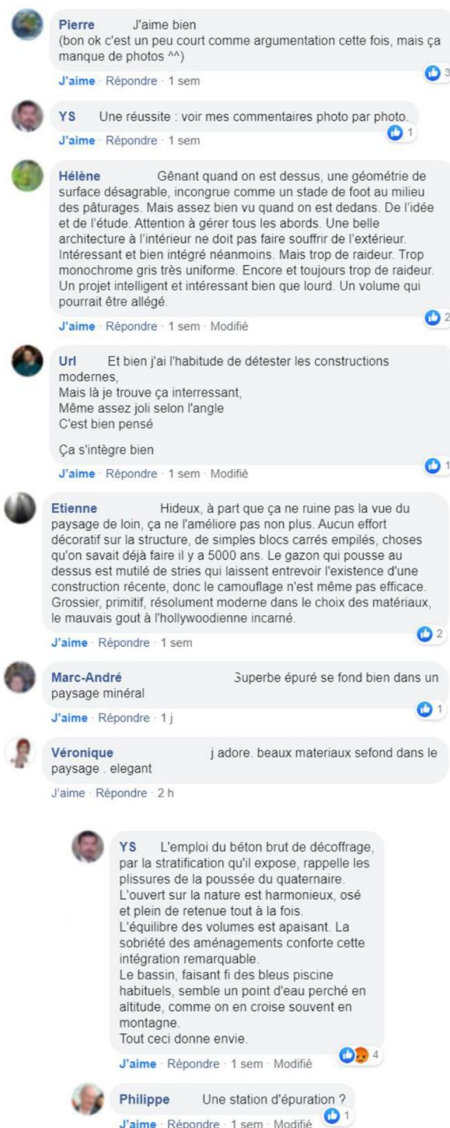 Pierre J'aime bien
(bon ok c'est un peu court comme argumentation cette fois, mais ça
manque de photos ^^)
J'aime · Répondre · 1 sem
3
YS Une réussite : voir mes commentaires photo par photo.
1
J'aime · Répondre · 1 sem
Hélène Gênant quand on est dessus, une géométrie de
surface désagrable, incongrue comme un stade de foot au milieu
des pâturages. Mais assez bien vu quand on est dedans. De l'idée
et de l'étude. Attention à gérer tous les abords. Une belle
architecture à l'intérieur ne doit pas faire souffrir de l'extérieur.
Intéressant et bien intégré néanmoins. Mais trop de raideur. Trop
monochrome gris très uniforme. Encore et toujours trop de raideur.
Un projet intelligent et intéressant bien que lourd. Un volume qui
pourrait être allégé.
2
J'aime · Répondre · 1 sem · Modifié
Url Et bien j'ai l'habitude de détester les constructions
modernes,
Mais là je trouve ça interressant,
Même assez joli selon l'angle
C'est bien pensé
Ça s'intègre bien
1
J'aime · Répondre · 1 sem · Modifié
Etienne Hideux, à part que ça ne ruine pas la vue du
paysage de loin, ça ne l'améliore pas non plus. Aucun effort
décoratif sur la structure, de simples blocs carrés empilés, choses
qu'on savait déjà faire il y a 5000 ans. Le gazon qui pousse au
dessus est mutilé de stries qui laissent entrevoir l'existence d'une
construction récente, donc le camouflage n'est même pas efficace.
Grossier, primitif, résolument moderne dans le choix des matériaux,
le mauvais gout à l'hollywoodienne incarné.
2
J'aime · Répondre · 1 sem
Marc-André Superbe épuré se fond bien dans un
paysage minéral
1
J'aime · Répondre · 1 j
Véronique j adore. beaux materiaux sefond dans le
paysage . elegant
J'aime · Répondre · 2 h
YS L'emploi du béton brut de décoffrage,
par la stratification qu'il expose, rappelle les
plissures de la poussée du quaternaire.
L'ouvert sur la nature est harmonieux, osé
et plein de retenue tout à la fois.
L'équilibre des volumes est apaisant. La
sobriété des aménagements conforte cette
intégration remarquable.
Le bassin, faisant fi des bleus piscine
habituels, semble un point d'eau perché en
altitude, comme on en croise souvent en
montagne.
Tout ceci donne envie.
4
J'aime · Répondre · 1 sem · Modifié
Philippe Une station d'épuration ?
1
J'aime · Répondre · 1 sem · Modifié